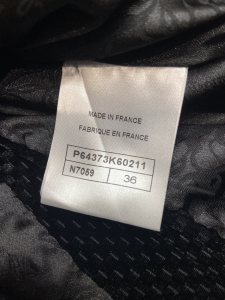 MADE IN FRANCE
FABRIQUE EN FRANCE
P64373K60211
N7059 36